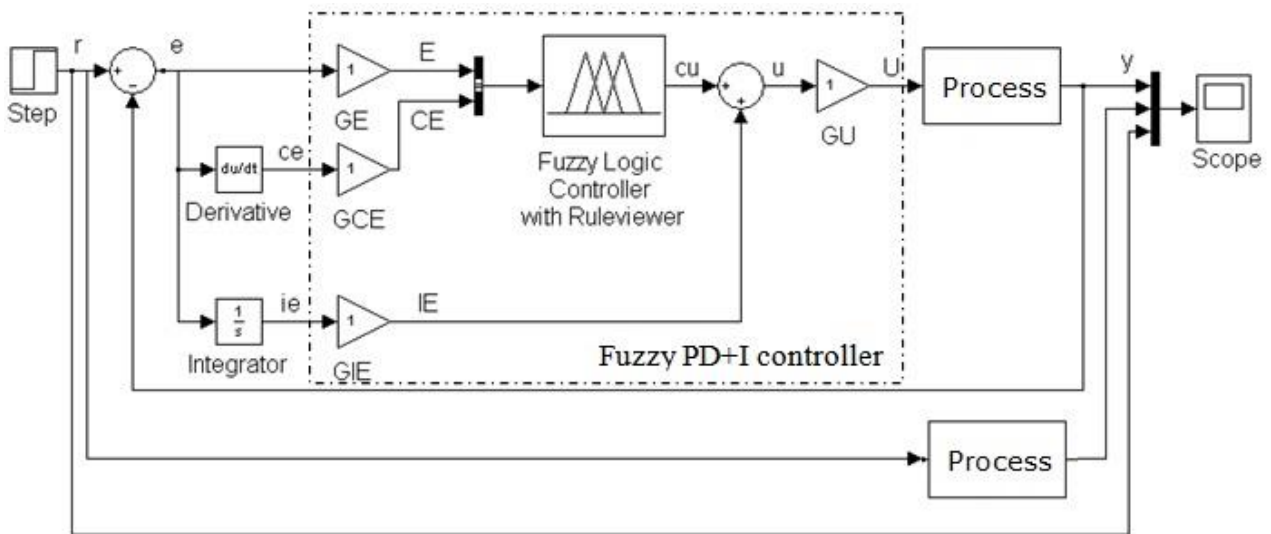 r
e
E
cu
u
U
y
Step
+
−
1
GE
CE
+
+
1
GU
Process
Scope
ce
du/dt
Derivative
1
GCE
Fuzzy Logic
Controller
with Ruleviewer
ie
1
s
Integrator
1
GIE
IE
Fuzzy PD+I controller
Process